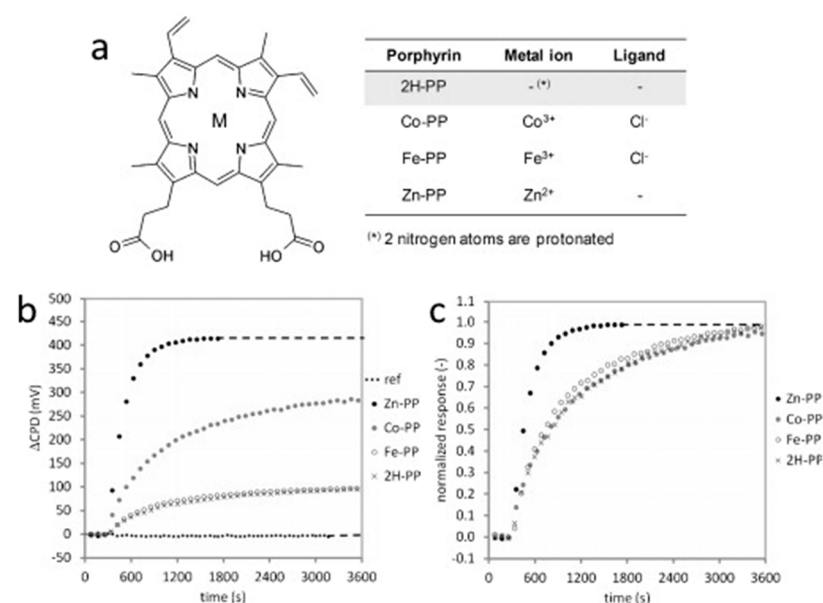 a
M
N
N
N
N
O
OH
HO
O
Porphyrin Metal ion Ligand
2H-PP - (*) -
Co-PP Co3+ Cl-
Fe-PP Fe3+ Cl-
Zn-PP Zn2+ -
(*) 2 nitrogen atoms are protonated
b
500
450
400
350
300
250
200
150
100
50
0
-50
ΔCPD [mV]
0 600 1200 1800 2400 3000 3600
time [s]
ref
Zn-PP
Co-PP
Fe-PP
2H-PP
c
1.1
1.0
0.9
0.8
0.7
0.6
0.5
0.4
0.3
0.2
0.1
0.0
-0.1
normalized response (-)
0 600 1200 1800 2400 3000 3600
time [s]
Zn-PP
Co-PP
Fe-PP
2H-PP